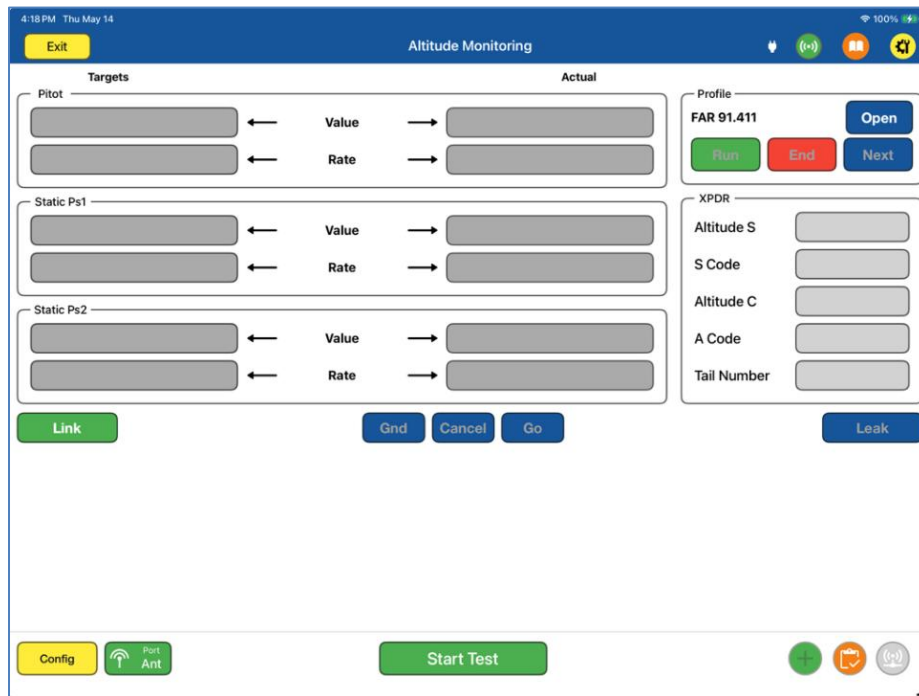 4:18 PM Thu May 14
100%
Exit
Altitude Monitoring
Targets
Actual
Pitot
Value
Rate
Static Ps1
Value
Rate
Static Ps2
Value
Rate
Profile
FAR 91.411
Open
Run
End
Next
XPDR
Altitude S
S Code
Altitude C
A Code
Tail Number
Link
Gnd
Cancel
Go
Leak
Config
Port
Ant
Start Test